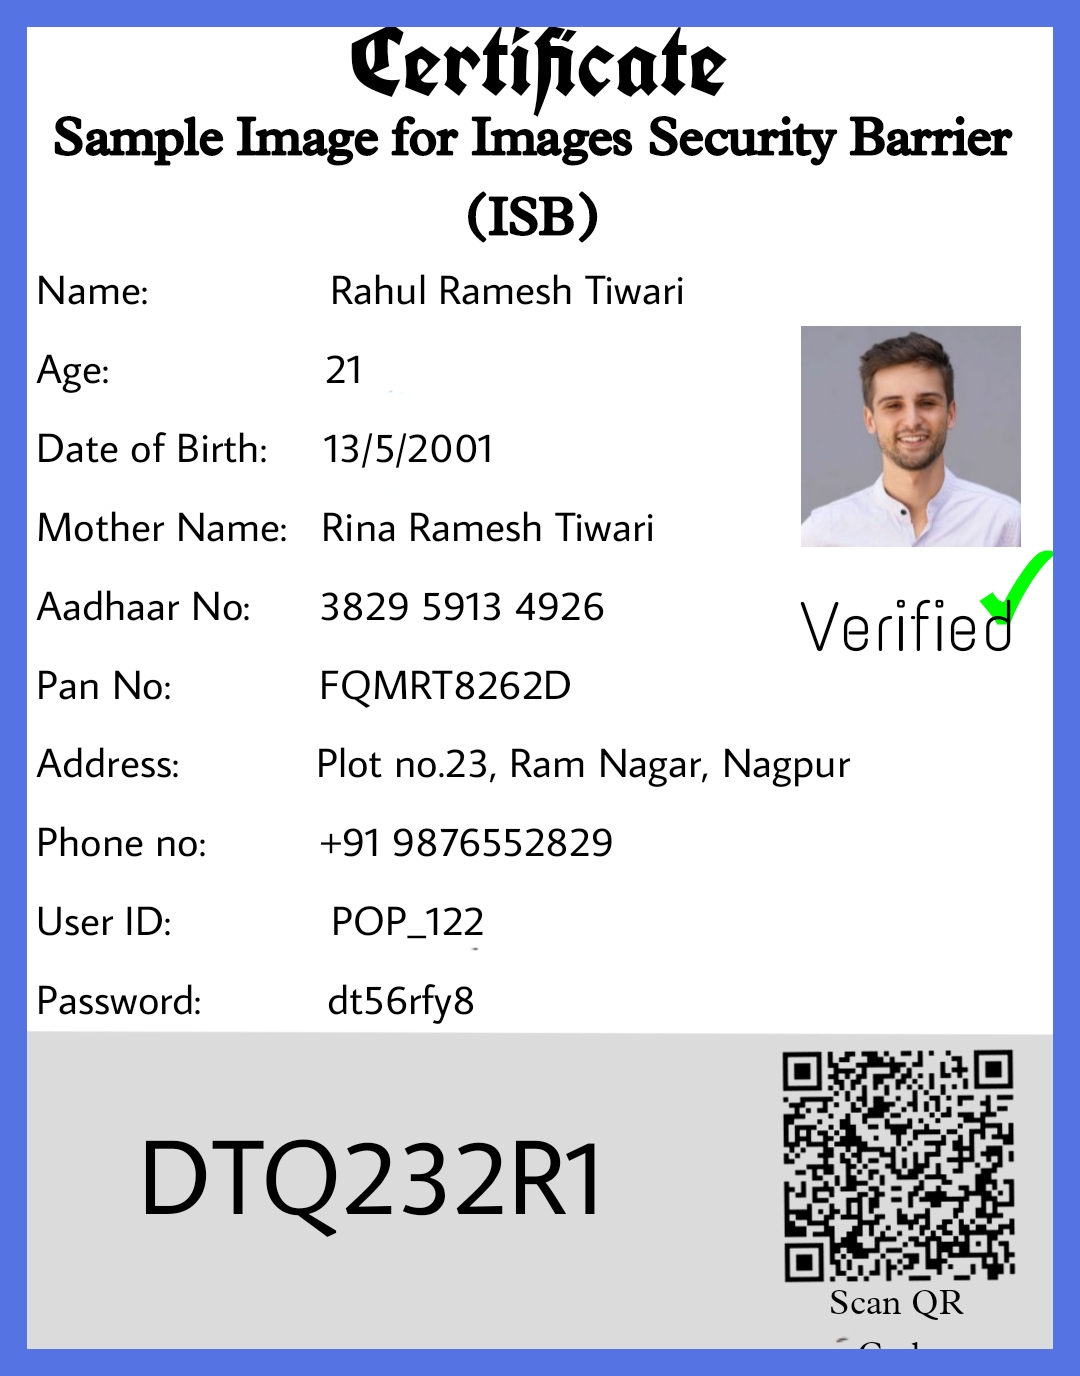 Certificate
Sample Image for Images Security Barrier
(ISB)
Name: Rahul Ramesh Tiwari
Age: 21
Date of Birth: 13/5/2001
Mother Name: Rina Ramesh Tiwari
Aadhaar No: 3829 5913 4926
Verified
Pan No: FQMRT8262D
Address: Plot no.23, Ram Nagar, Nagpur
Phone no: +91 9876552829
User ID: POP_122
Password: dt56rfy8
DTQ232R1
Scan QR